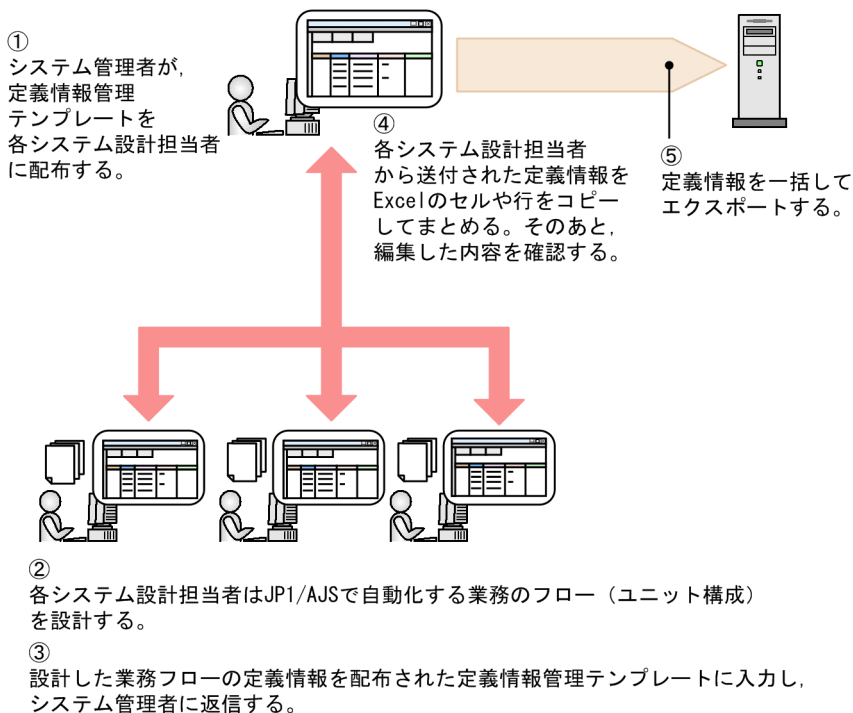 ①
システム管理者が,
定義情報管理
テンプレートを
各システム設計担当者
に配布する。
④
各システム設計担当者
から送付された定義情報を
Excelのセルや行をコピー
してまとめる。そのあと,
編集した内容を確認する。
⑤
定義情報を一括して
エクスポートする。
②
各システム設計担当者はJP1/AJSで自動化する業務のフロー（ユニット構成）
を設計する。
③
設計した業務フローの定義情報を配布された定義情報管理テンプレートに入力し,
システム管理者に返信する。